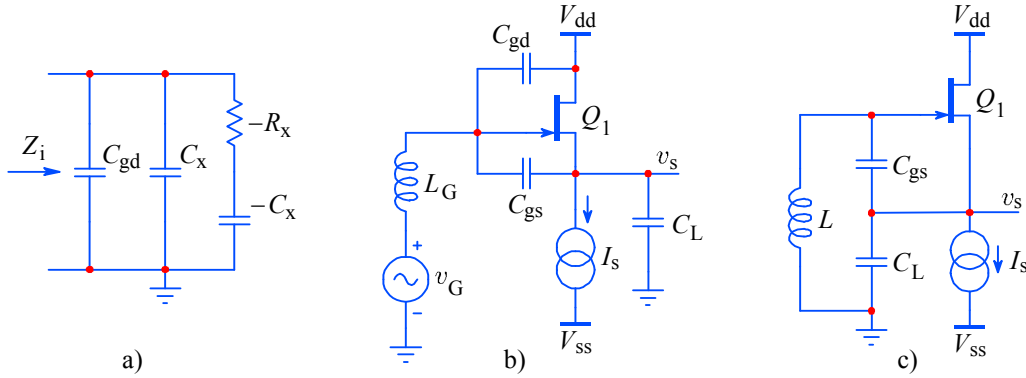 Z_i
C_gd
C_x
−R_x
−C_x
a)
V_dd
C_gd
Q_1
v_s
C_gs
L_G
C_L
I_s
+
v_G
−
V_ss
b)
V_dd
Q_1
C_gs
v_s
L
C_L
I_s
V_ss
c)